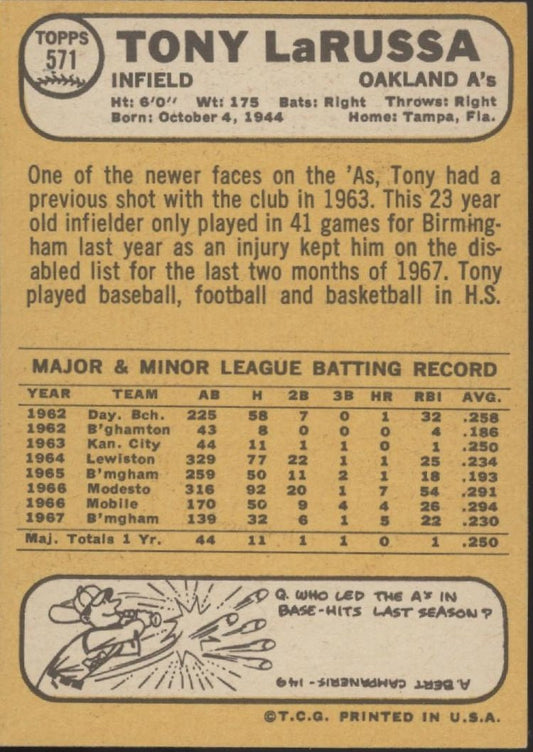 TOPPS
571
TONY LaRUSSA
INFIELD OAKLAND A's
Ht: 6'0" Wt: 175 Bats: Right Throws: Right
Born: October 4, 1944 Home: Tampa, Fla.
One of the newer faces on the 'As, Tony had a
previous shot with the club in 1963. This 23 year
old infielder only played in 41 games for Birming-
ham last year as an injury kept him on the dis-
abled list for the last two months of 1967. Tony
played baseball, football and basketball in H.S.
MAJOR & MINOR LEAGUE BATTING RECORD
YEAR TEAM AB H 2B 3B HR RBI AVG.
1962 Day. Bch. 225 58 7 0 1 32 .258
1962 B'ghamton 43 8 0 0 0 4 .186
1963 Kan. City 44 11 1 1 0 1 .250
1964 Lewiston 329 77 22 1 1 25 .234
1965 B'mgham 259 50 11 2 1 18 .193
1966 Modesto 316 92 20 1 7 54 .291
1966 Mobile 170 50 9 4 4 26 .294
1967 B'mgham 139 32 6 1 5 22 .230
Maj. Totals 1 Yr. 44 11 1 1 0 1 .250
Q. WHO LED THE A's IN
BASE-HITS LAST SEASON?
A BERT CAMPANERIS- 149
©T.C.G. PRINTED IN U.S.A.